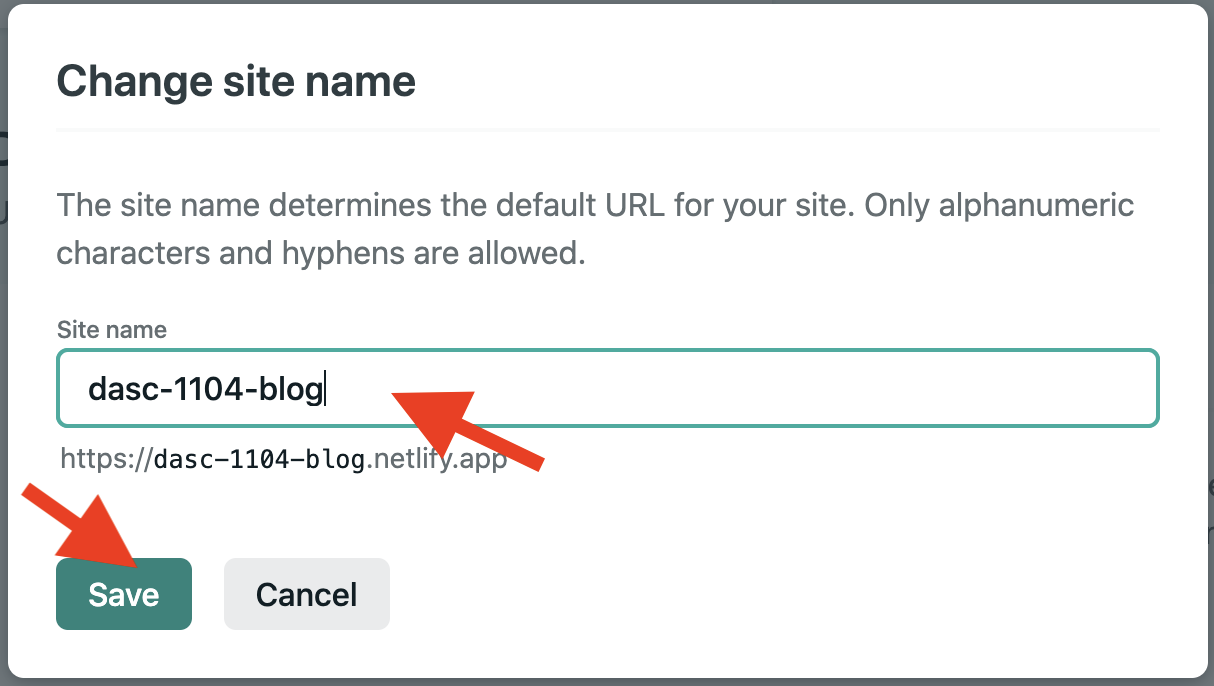 Change site name
The site name determines the default URL for your site. Only alphanumeric
characters and hyphens are allowed.
Site name
dasc-1104-blog
https://dasc-1104-blog.netlify.app
Save Cancel